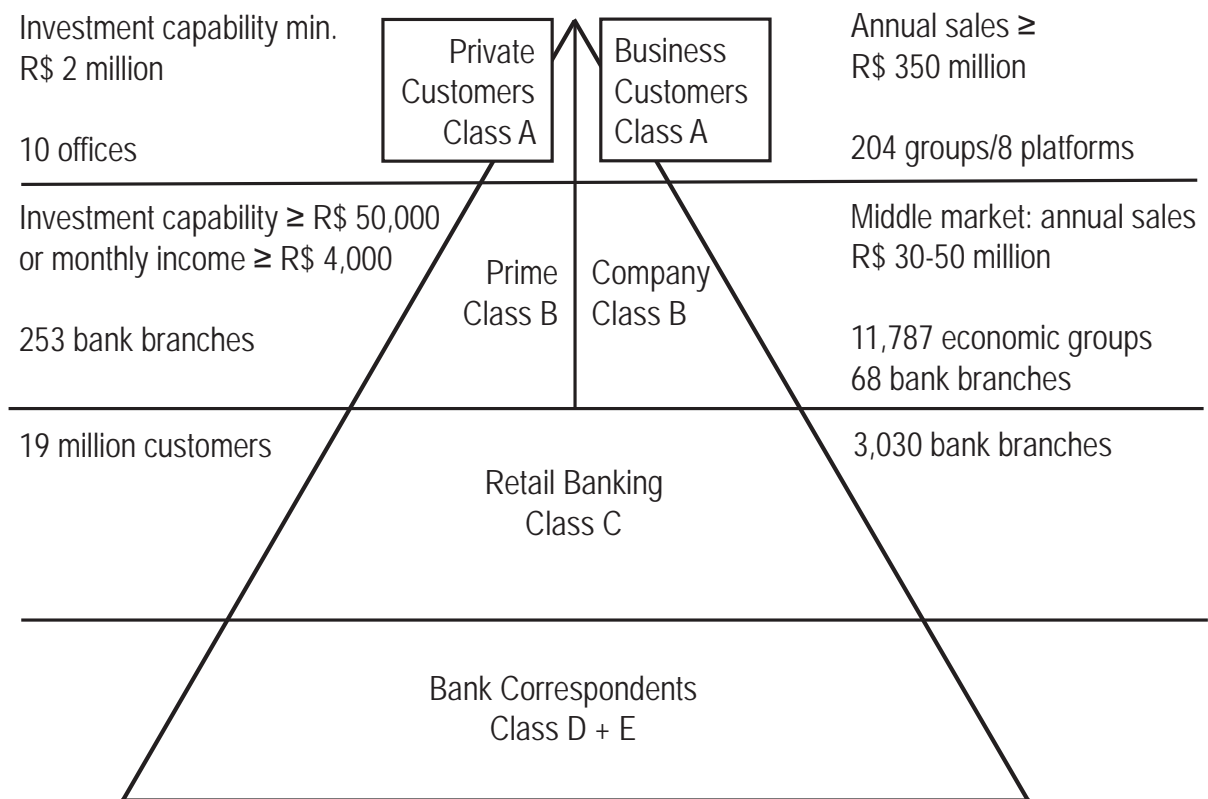 Investment capability min.
R$ 2 million
10 offices
Private
Customers
Class A
Business
Customers
Class A
Annual sales ≥
R$ 350 million
204 groups/8 platforms
Investment capability ≥ R$ 50,000
or monthly income ≥ R$ 4,000
253 bank branches
Prime
Class B
Company
Class B
Middle market: annual sales
R$ 30-50 million
11,787 economic groups
68 bank branches
19 million customers
Retail Banking
Class C
3,030 bank branches
Bank Correspondents
Class D + E